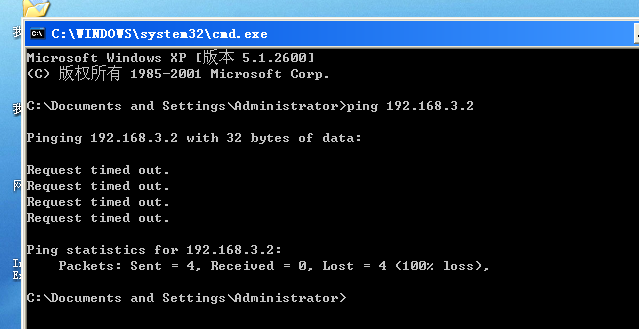 C:\WINDOWS\system32\cmd.exe
Microsoft Windows XP [版本 5.1.2600]
(C) 版权所有 1985-2001 Microsoft Corp.
C:\Documents and Settings\Administrator>ping 192.168.3.2
Pinging 192.168.3.2 with 32 bytes of data:
Request timed out.
Request timed out.
Request timed out.
Request timed out.
Ping statistics for 192.168.3.2:
    Packets: Sent = 4, Received = 0, Lost = 4 (100% loss),
C:\Documents and Settings\Administrator>